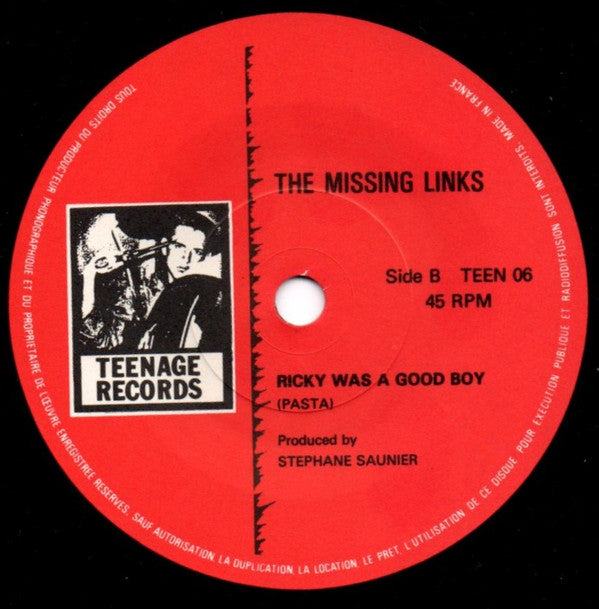 THE MISSING LINKS
Side B TEEN 06
45 RPM
TEENAGE
RECORDS
RICKY WAS A GOOD BOY
(PASTA)
Produced by
STEPHANE SAUNIER
TOUS DROITS DU PRODUCTEUR PHONOGRAPHIQUE ET DU PROPRIETAIRE DE L'ŒUVRE ENREGISTREE RESERVES. SAUF AUTORISATION LA DUPLICATION, LA LOCATION, LE PRET, L'UTILISATION DE CE DISQUE POUR EXECUTION PUBLIQUE ET RADIODIFFUSION SONT INTERDITS. MADE IN FRANCE